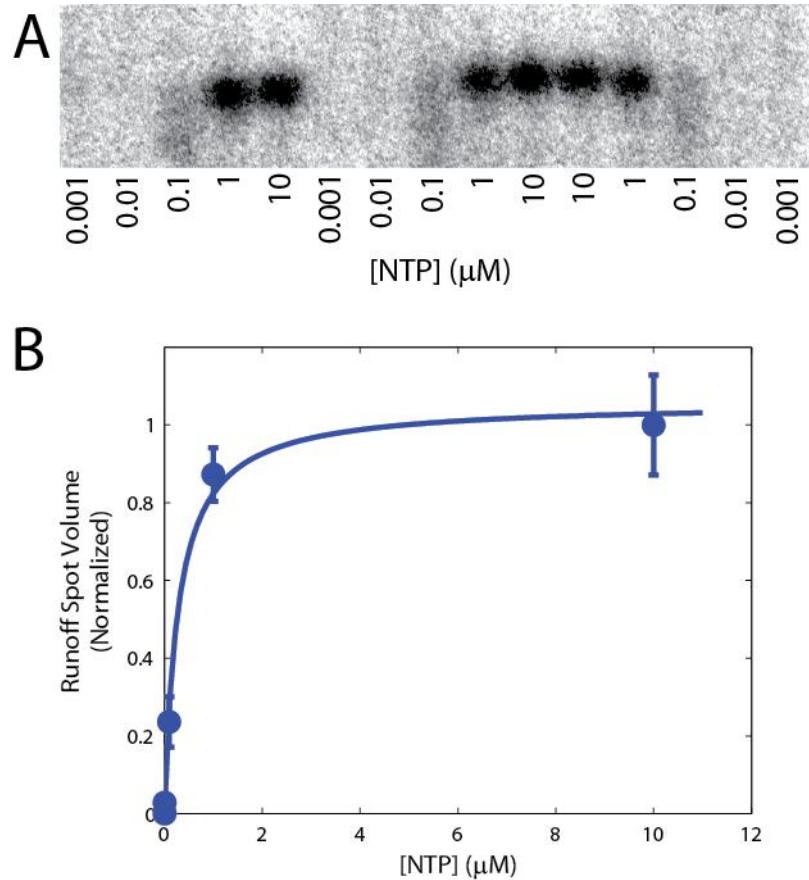 A
0.001 0.01 0.1 1 10 0.001 0.01 0.1 1 10 10 1 0.1 0.01 0.001
[NTP] (μM)
B
Runoff Spot Volume
(Normalized)
1
0.8
0.6
0.4
0.2
0
0 2 4 6 8 10 12
[NTP] (μM)